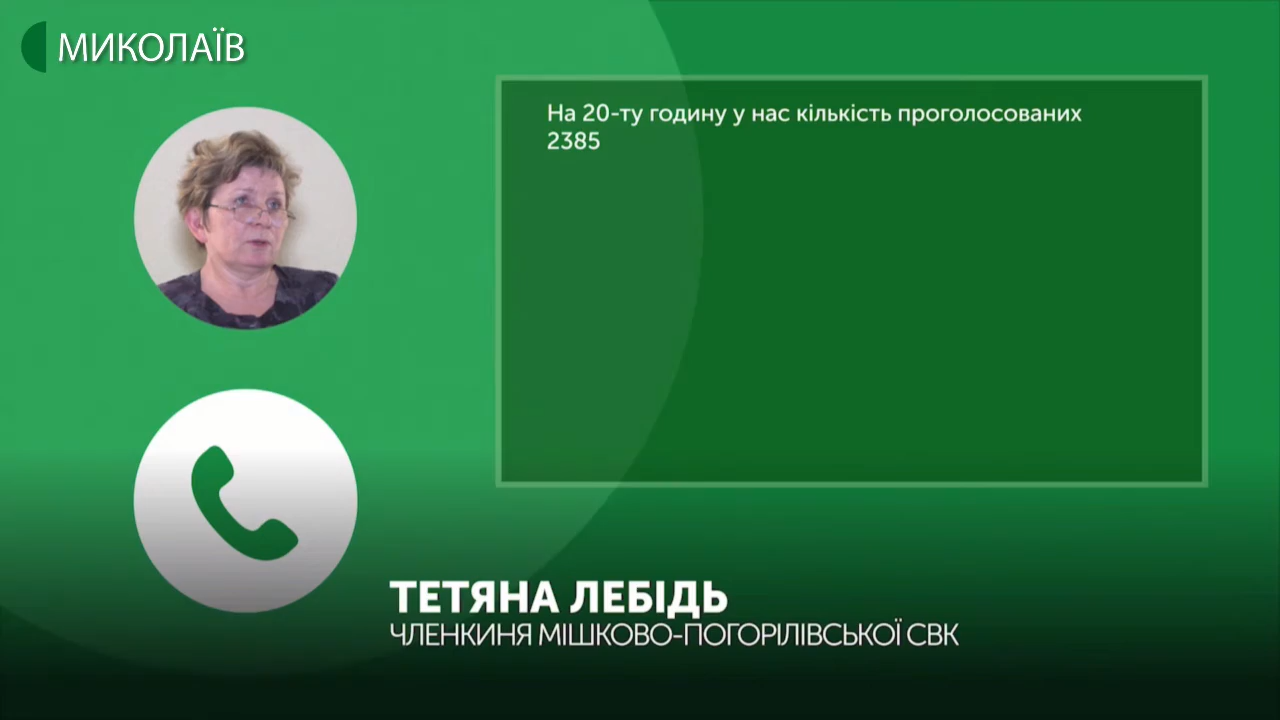 МИКОЛАЇВ
На 20-ту годину у нас кількість проголосованих
2385
ТЕТЯНА ЛЕБІДЬ
ЧЛЕНКИНЯ МІШКОВО-ПОГОРІЛІВСЬКОЇ СВК